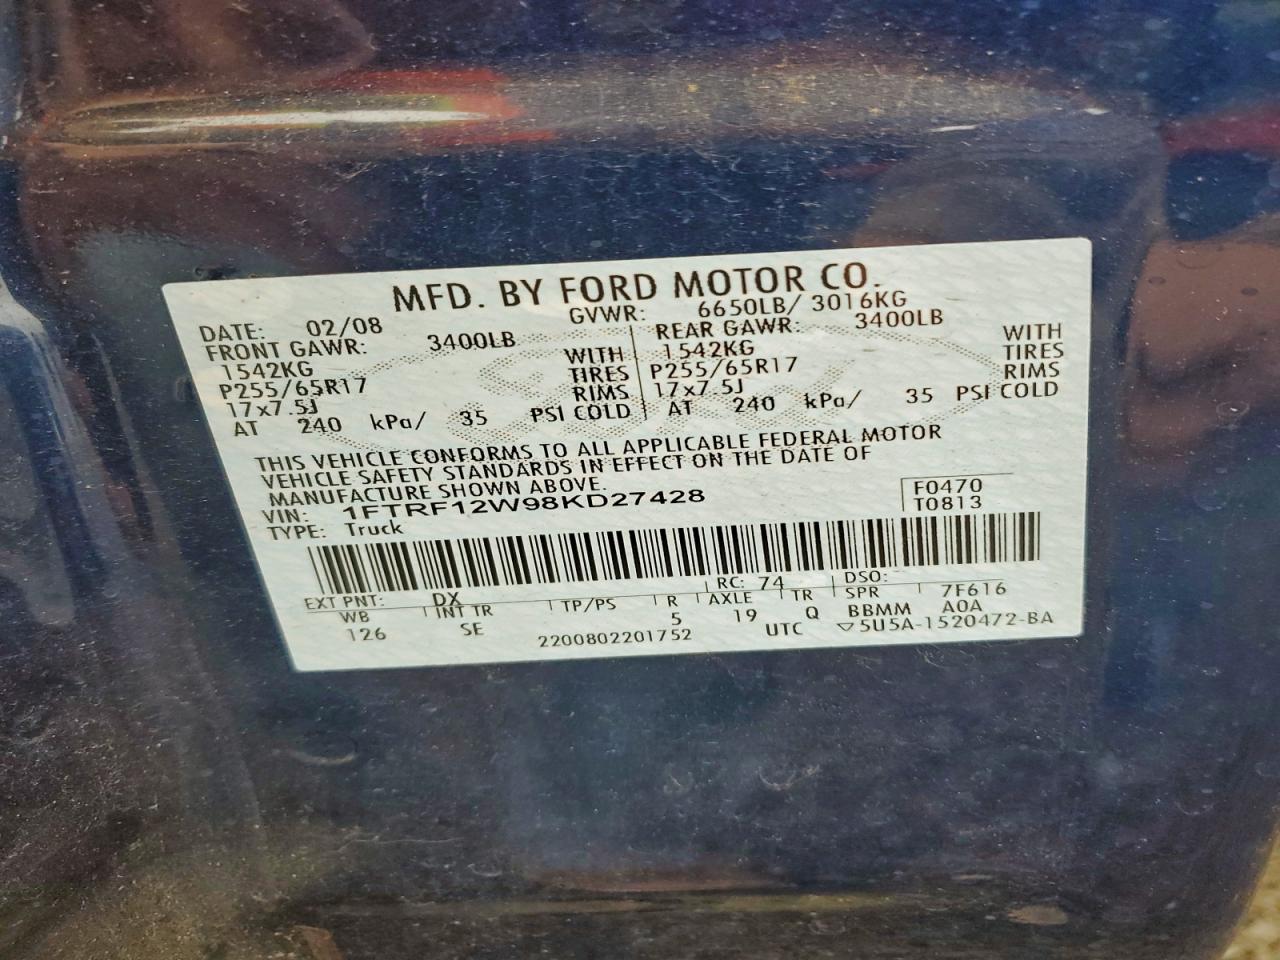 MFD. BY FORD MOTOR CO.
DATE: 02/08 GVWR: 6650LB/ 3016KG
FRONT GAWR: 3400LB REAR GAWR: 3400LB
1542KG WITH 1542KG WITH
P255/65R17 TIRES P255/65R17 TIRES
17x7.5J RIMS 17x7.5J RIMS
AT 240 kPa/ 35 PSI COLD AT 240 kPa/ 35 PSI COLD
THIS VEHICLE CONFORMS TO ALL APPLICABLE FEDERAL MOTOR
VEHICLE SAFETY STANDARDS IN EFFECT ON THE DATE OF
MANUFACTURE SHOWN ABOVE.
VIN: 1FTRF12W98KD27428 F0470
TYPE: Truck T0813
EXT PNT: DX RC: 74 DSO:
WB INT TR TP/PS R AXLE TR SPR 7F616
126 SE 5 19 Q BBMM A0A
2200802201752 UTC ▽5U5A-1520472-BA